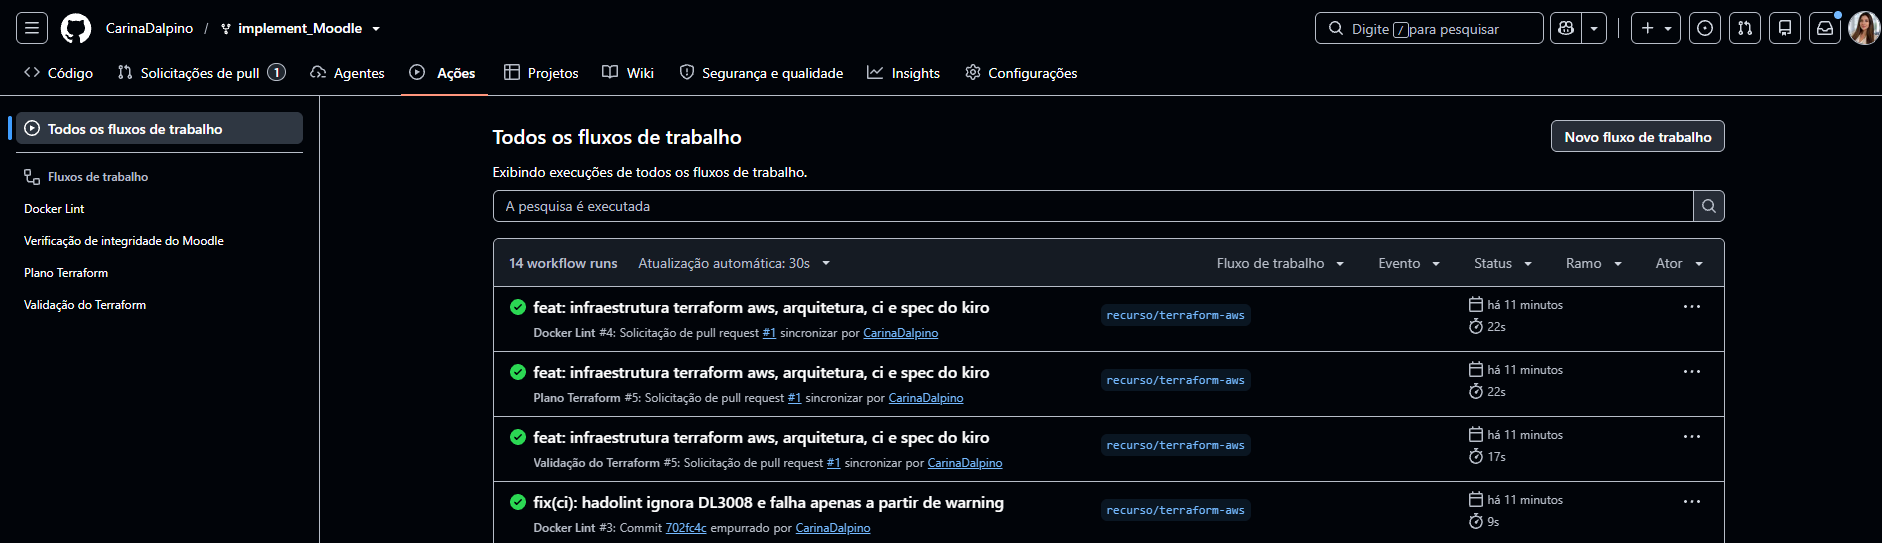 CarinaDalpino / implement_Moodle
Digite / para pesquisar
Código
Solicitações de pull 1
Agentes
Ações
Projetos
Wiki
Segurança e qualidade
Insights
Configurações
Todos os fluxos de trabalho
Fluxos de trabalho
Docker Lint
Verificação de integridade do Moodle
Plano Terraform
Validação do Terraform
Todos os fluxos de trabalho
Novo fluxo de trabalho
Exibindo execuções de todos os fluxos de trabalho.
A pesquisa é executada
14 workflow runs
Atualização automática: 30s
Fluxo de trabalho
Evento
Status
Ramo
Ator
feat: infraestrutura terraform aws, arquitetura, ci e spec do kiro
Docker Lint #4: Solicitação de pull request #1 sincronizar por CarinaDalpino
recurso/terraform-aws
há 11 minutos
22s
feat: infraestrutura terraform aws, arquitetura, ci e spec do kiro
Plano Terraform #5: Solicitação de pull request #1 sincronizar por CarinaDalpino
recurso/terraform-aws
há 11 minutos
22s
feat: infraestrutura terraform aws, arquitetura, ci e spec do kiro
Validação do Terraform #5: Solicitação de pull request #1 sincronizar por CarinaDalpino
recurso/terraform-aws
há 11 minutos
17s
fix(ci): hadolint ignora DL3008 e falha apenas a partir de warning
Docker Lint #3: Commit 702fc4c empurrado por CarinaDalpino
recurso/terraform-aws
há 11 minutos
9s